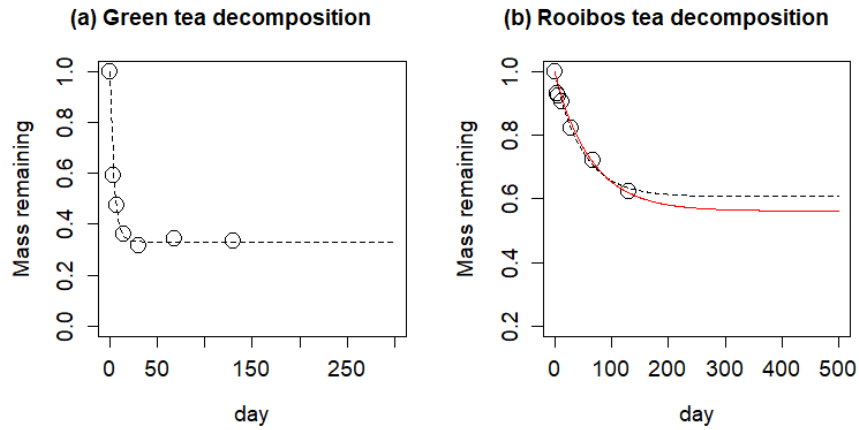 (a) Green tea decomposition
Mass remaining
0.0 0.2 0.4 0.6 0.8 1.0
0 50 150 250
day
(b) Rooibos tea decomposition
Mass remaining
0.2 0.4 0.6 0.8 1.0
0 100 200 300 400 500
day